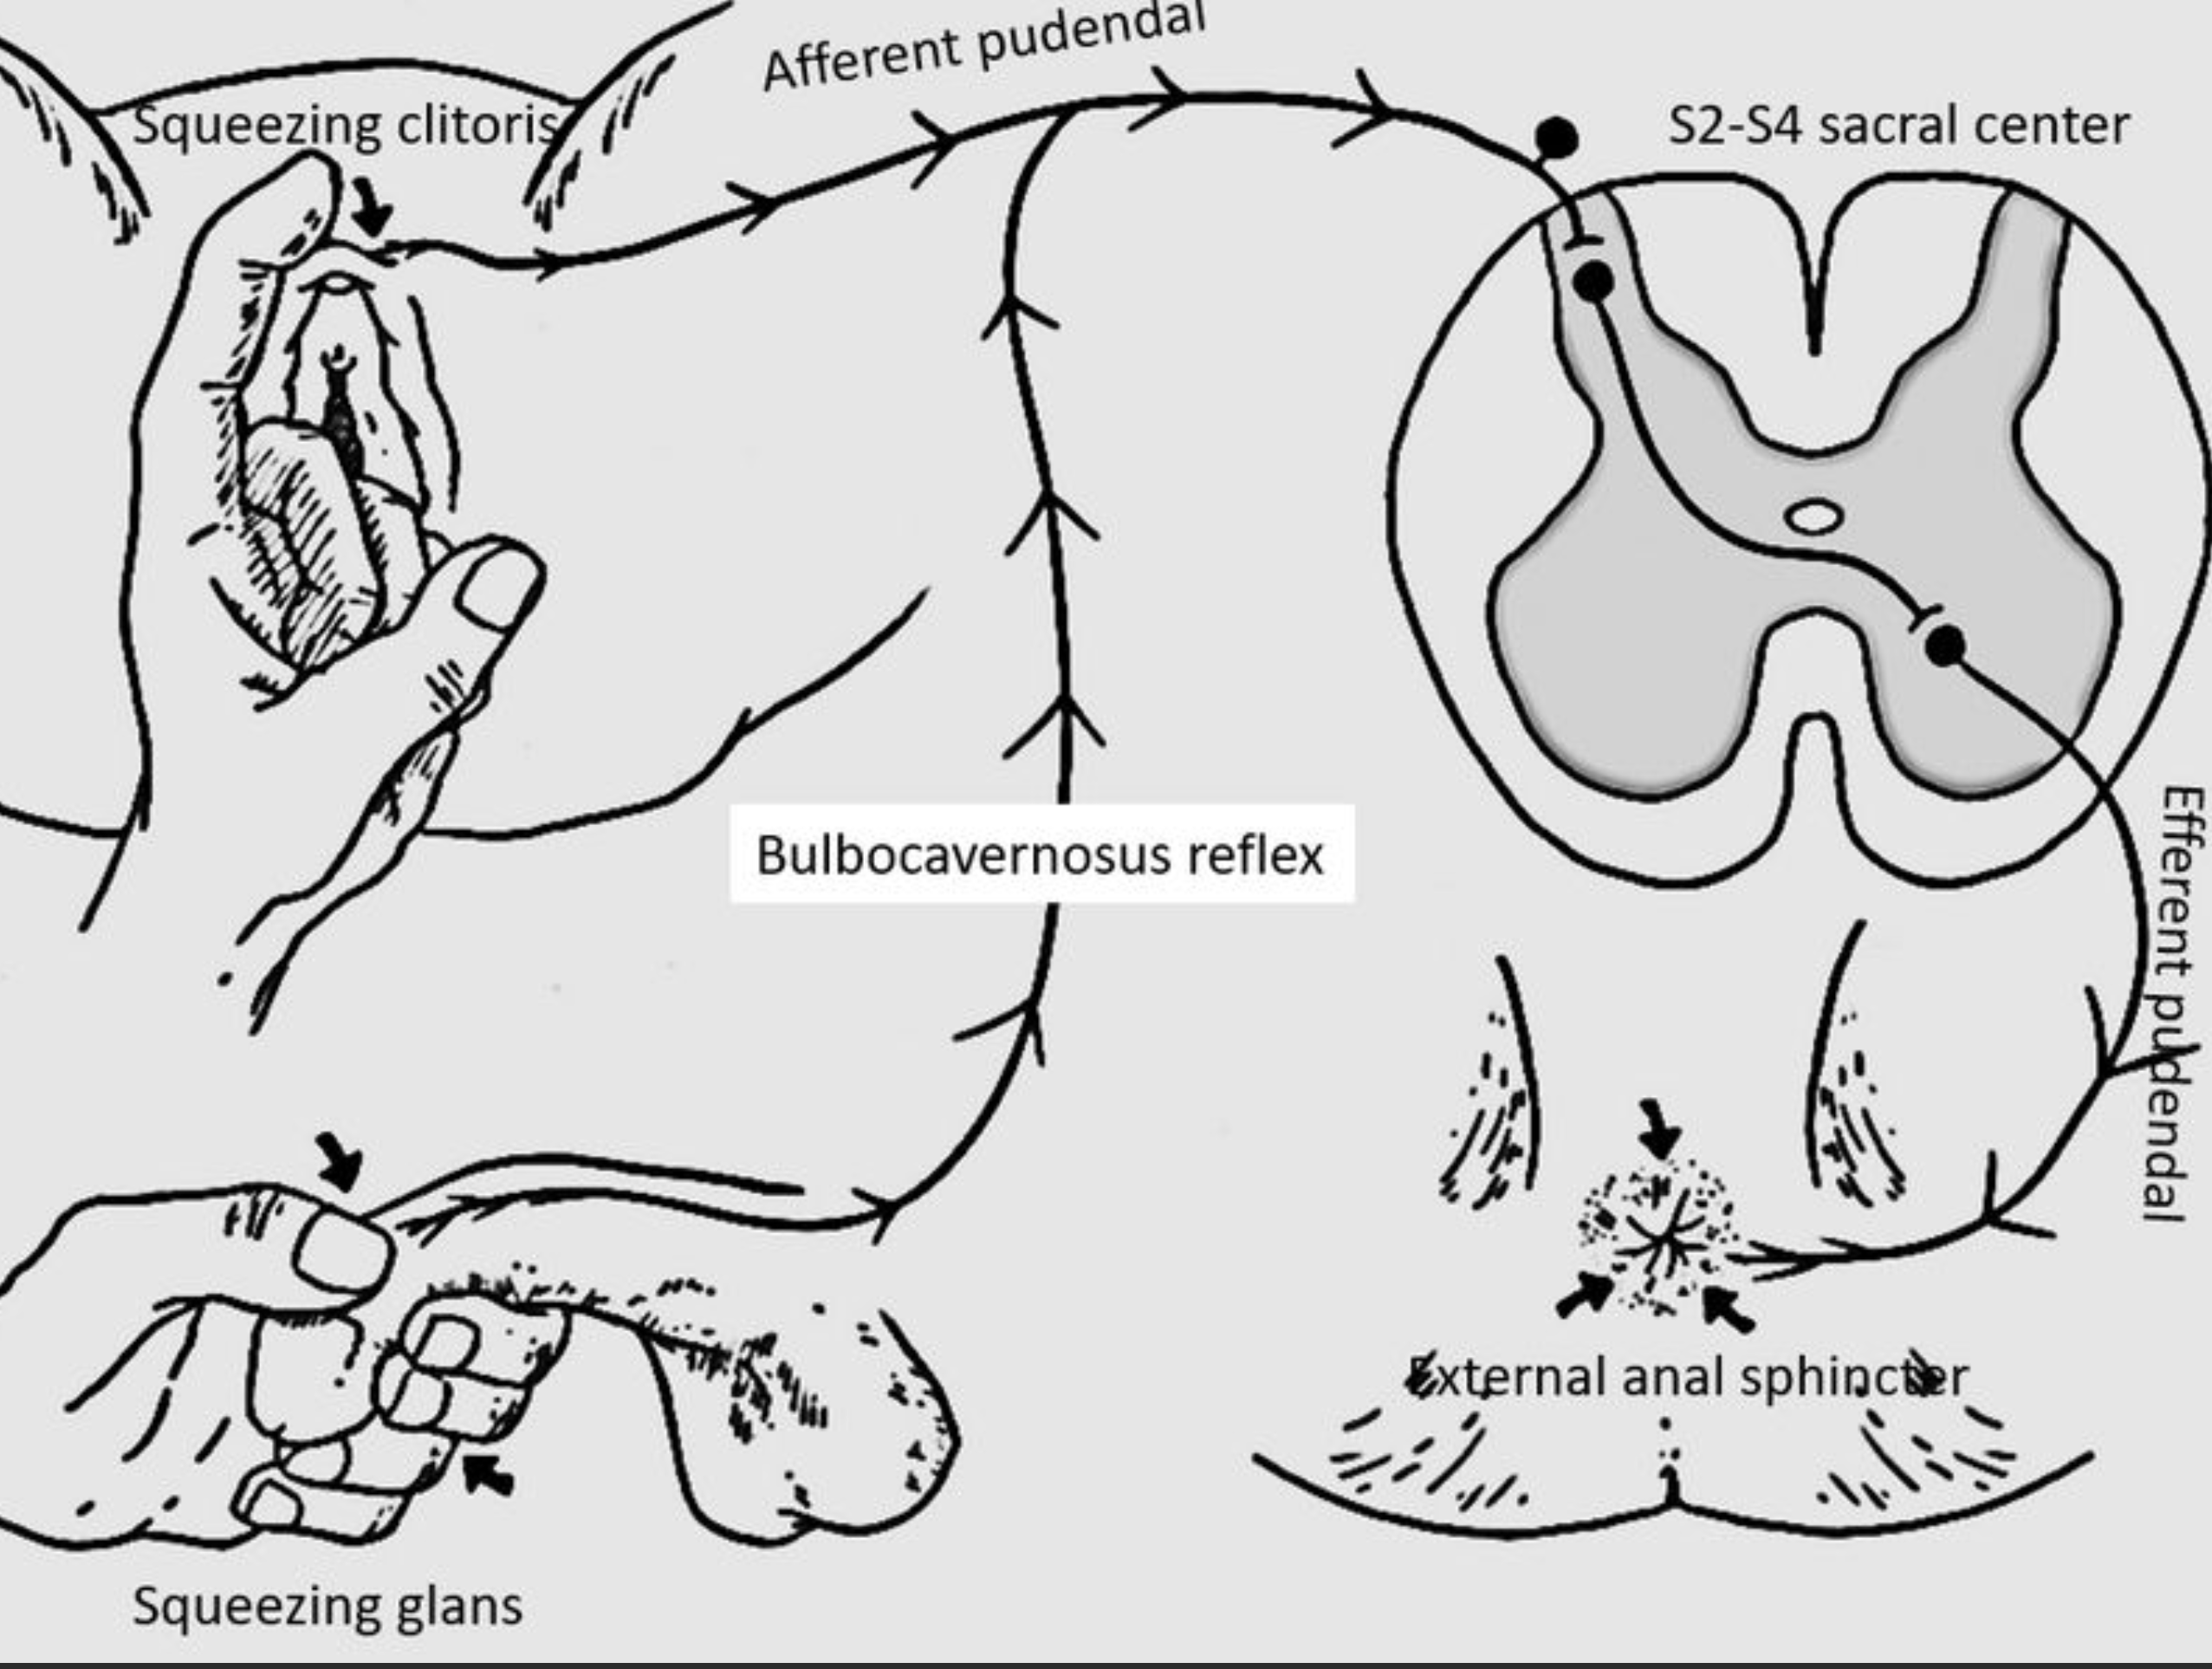 Afferent pudendal
Squeezing clitoris
S2-S4 sacral center
Bulbocavernosus reflex
Efferent pudendal
External anal sphincter
Squeezing glans